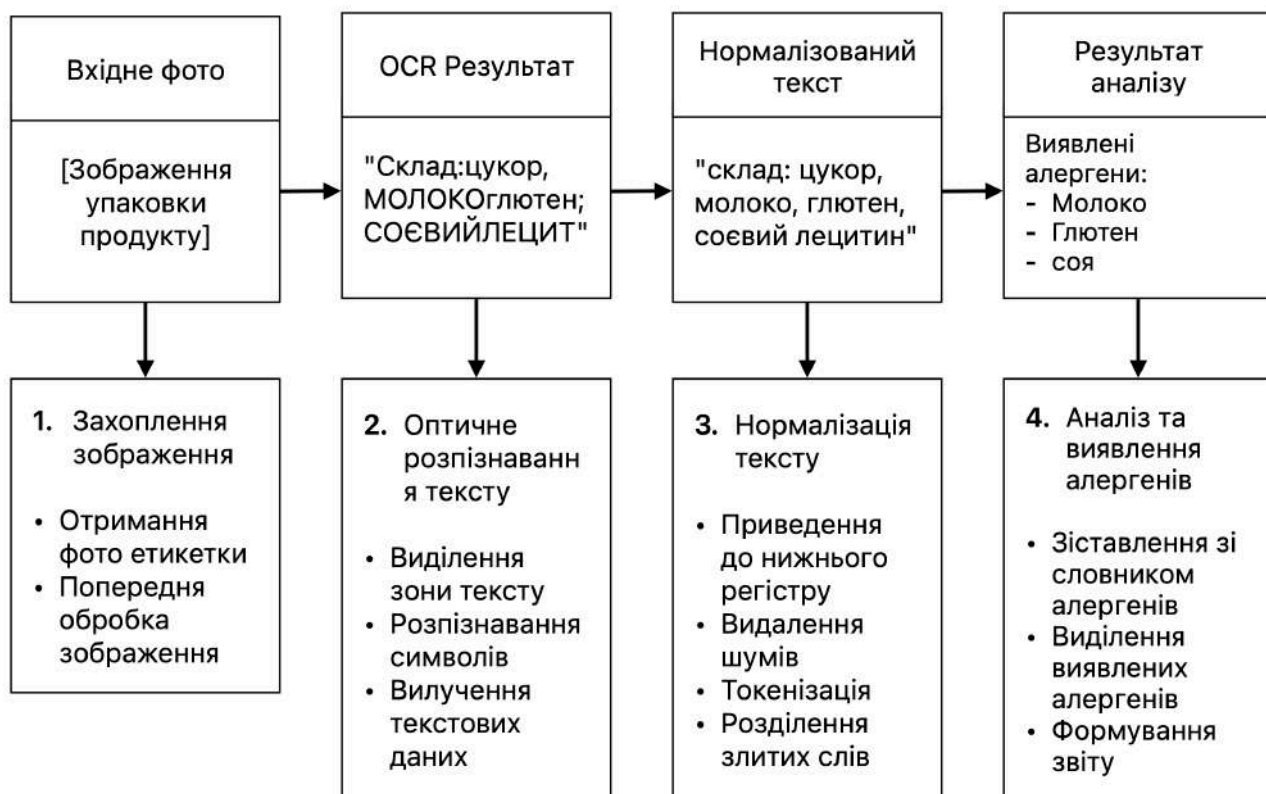 Вхідне фото
[Зображення
упаковки
продукту]
OCR Результат
"Склад:цукор,
МОЛОКОглютен;
СОЄВИЙЛЕЦИТ"
Нормалізований
текст
"склад: цукор,
молоко, глютен,
соєвий лецитин"
Результат
аналізу
Виявлені
алергени:
- Молоко
- Глютен
- соя
1. Захоплення
зображення
• Отримання
фото етикетки
• Попередня
обробка
зображення
2. Оптичне
розпізнаванн
я тексту
• Виділення
зони тексту
• Розпізнавання
символів
• Вилучення
текстових
даних
3. Нормалізація
тексту
• Приведення
до нижнього
регістру
• Видалення
шумів
• Токенізація
• Розділення
злитих слів
4. Аналіз та
виявлення
алергенів
• Зіставлення зі
словником
алергенів
• Виділення
виявлених
алергенів
• Формування
звіту